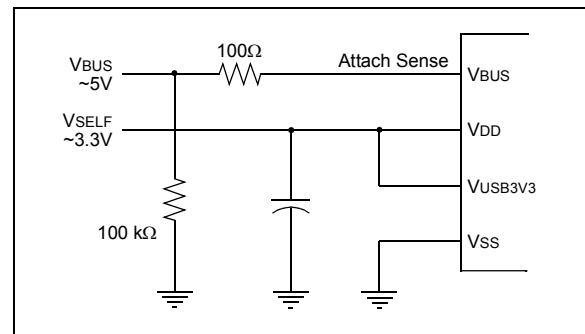 100Ω
VBUS
~5V
Attach Sense
VBUS
VSELF
~3.3V
VDD
VUSB3V3
100 kΩ
VSS